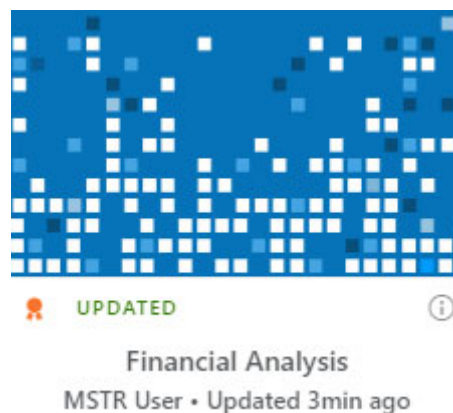 UPDATED
Financial Analysis
MSTR User • Updated 3min ago